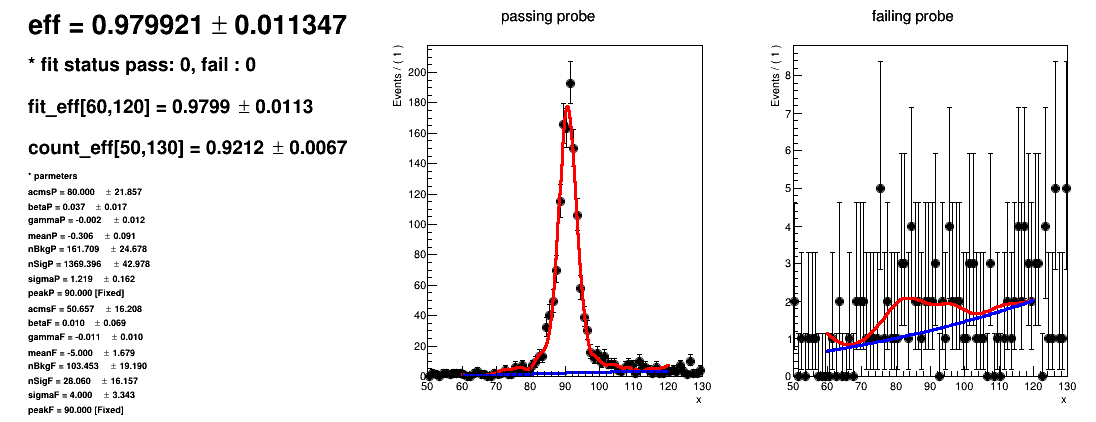 eff = 0.979921 ± 0.011347
* fit status pass: 0, fail : 0
fit_eff[60,120] = 0.9799 ± 0.0113
count_eff[50,130] = 0.9212 ± 0.0067
* parmeters
acmsP = 80.000 ± 21.857
betaP = 0.037 ± 0.017
gammaP = -0.002 ± 0.012
meanP = -0.306 ± 0.091
nBkgP = 161.709 ± 24.678
nSigP = 1369.396 ± 42.978
sigmaP = 1.219 ± 0.162
peakP = 90.000 [Fixed]
acmsF = 50.657 ± 16.208
betaF = 0.010 ± 0.069
gammaF = -0.011 ± 0.010
meanF = -5.000 ± 1.679
nBkgF = 103.453 ± 19.190
nSigF = 28.060 ± 16.157
sigmaF = 4.000 ± 3.343
peakF = 90.000 [Fixed]
passing probe
Events / ( 1 )
200
180
160
140
120
100
80
60
40
20
0
50 60 70 80 90 100 110 120 130
x
failing probe
Events / ( 1 )
8
7
6
5
4
3
2
1
0
50 60 70 80 90 100 110 120 130
x